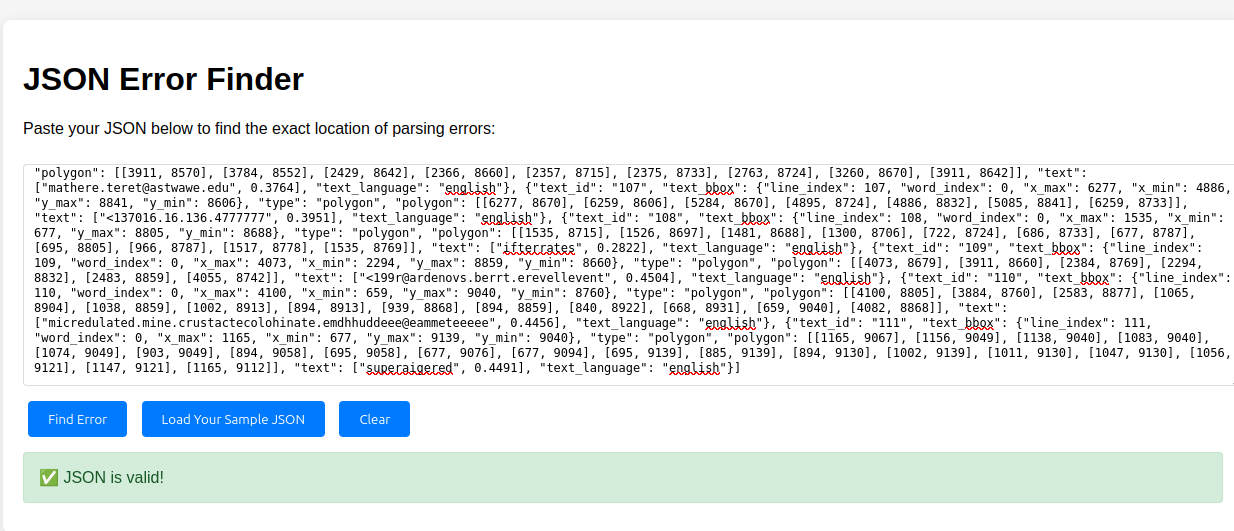 JSON Error Finder
Paste your JSON below to find the exact location of parsing errors:
"polygon": [[3911, 8570], [3784, 8552], [2429, 8642], [2366, 8660], [2357, 8715], [2375, 8733], [2763, 8724], [3260, 8670], [3911, 8642]], "text":
["mathere.teret@astwawe.edu", 0.3764], "text_language": "english"}, {"text_id": "107", "text_bbox": {"line_index": 107, "word_index": 0, "x_max": 6277, "x_min": 4886,
"y_max": 8841, "y_min": 8606}, "type": "polygon", "polygon": [[6277, 8670], [6259, 8606], [5284, 8670], [4895, 8724], [4886, 8832], [5085, 8841], [6259, 8733]],
"text": ["<137016.16.136.4777777", 0.3951], "text_language": "english"}, {"text_id": "108", "text_bbox": {"line_index": 108, "word_index": 0, "x_max": 1535, "x_min":
677, "y_max": 8805, "y_min": 8688}, "type": "polygon", "polygon": [[1535, 8715], [1526, 8697], [1481, 8688], [1300, 8706], [722, 8724], [686, 8733], [677, 8787],
[695, 8805], [966, 8787], [1517, 8778], [1535, 8769]], "text": ["ifterrates", 0.2822], "text_language": "english"}, {"text_id": "109", "text_bbox": {"line_index":
109, "word_index": 0, "x_max": 4073, "x_min": 2294, "y_max": 8859, "y_min": 8660}, "type": "polygon", "polygon": [[4073, 8679], [3911, 8660], [2384, 8769], [2294,
8832], [2483, 8859], [4055, 8742]], "text": ["<199r@ardenovs.berrt.erevellevent", 0.4504], "text_language": "english"}, {"text_id": "110", "text_bbox": {"line_index":
110, "word_index": 0, "x_max": 4100, "x_min": 659, "y_max": 9040, "y_min": 8760}, "type": "polygon", "polygon": [[4100, 8805], [3884, 8760], [2583, 8877], [1065,
8904], [1038, 8859], [1002, 8913], [894, 8913], [939, 8868], [894, 8859], [840, 8922], [668, 8931], [659, 9040], [4082, 8868]], "text":
["micredulated.mine.crustactecolohinate.emdhhuddeee@eammeteeeee", 0.4456], "text_language": "english"}, {"text_id": "111", "text_bbox": {"line_index": 111,
"word_index": 0, "x_max": 1165, "x_min": 677, "y_max": 9139, "y_min": 9040}, "type": "polygon", "polygon": [[1165, 9067], [1156, 9049], [1138, 9040], [1083, 9040],
[1074, 9049], [903, 9049], [894, 9058], [695, 9058], [677, 9076], [677, 9094], [695, 9139], [885, 9139], [894, 9130], [1002, 9139], [1011, 9130], [1047, 9130], [1056,
9121], [1147, 9121], [1165, 9112]], "text": ["superaigered", 0.4491], "text_language": "english"}]
Find Error
Load Your Sample JSON
Clear
✅ JSON is valid!